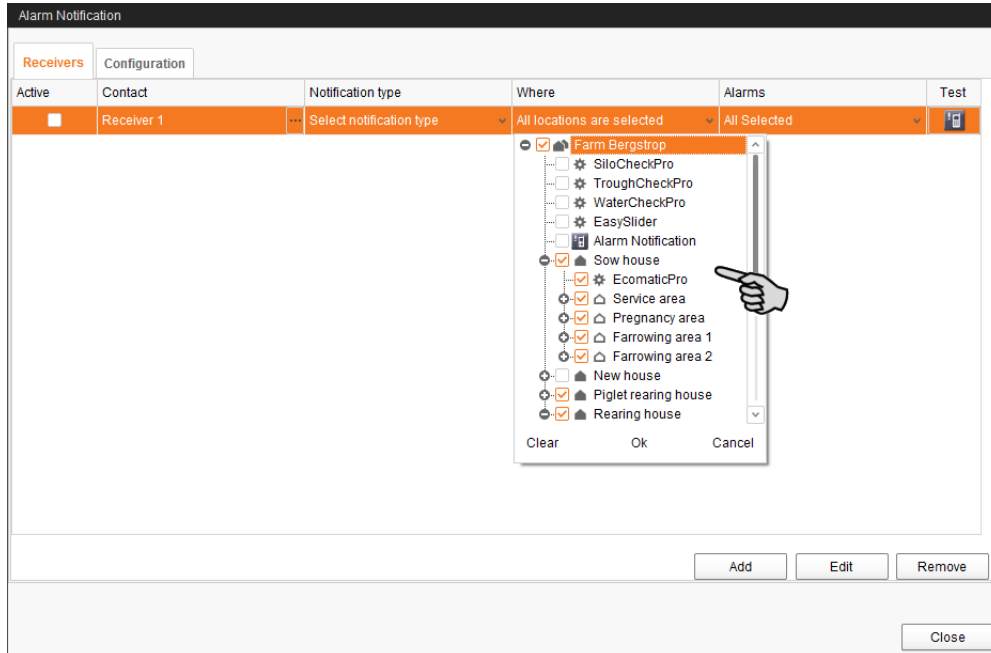 Alarm Notification
Receivers Configuration
Active Contact Notification type Where Alarms Test
Receiver 1 ... Select notification type All locations are selected All Selected
Farm Bergstrop
SiloCheckPro
TroughCheckPro
WaterCheckPro
EasySlider
Alarm Notification
Sow house
EcomaticPro
Service area
Pregnancy area
Farrowing area 1
Farrowing area 2
New house
Piglet rearing house
Rearing house
Clear Ok Cancel
Add Edit Remove
Close